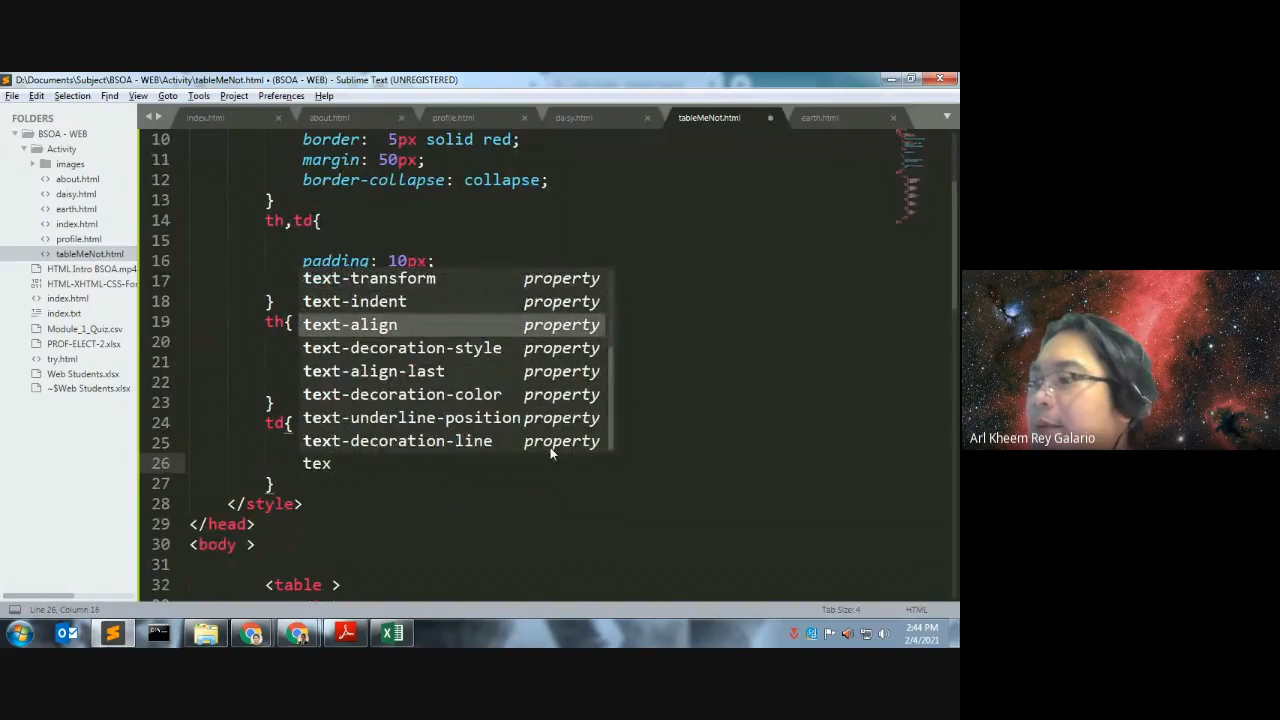 D:\Documents\Subject\BSOA - WEB\Activity\tableMeNot.html • (BSOA - WEB) - Sublime Text (UNREGISTERED)
File Edit Selection Find View Goto Tools Project Preferences Help
FOLDERS
BSOA - WEB
Activity
images
about.html
daisy.html
earth.html
index.html
profile.html
tableMeNot.html
HTML Intro BSOA.mp4
HTML-XHTML-CSS-For
index.html
index.txt
Module_1_Quiz.csv
PROF-ELECT-2.xlsx
try.html
Web Students.xlsx
~$Web Students.xlsx
index.html about.html profile.html daisy.html tableMeNot.html earth.html
10 border: 5px solid red;
11 margin: 50px;
12 border-collapse: collapse;
13 }
14 th,td{
15
16 padding: 10px;
17
18 }
19 th{
20
21
22
23 }
24 td{
25
26 tex
27 }
28 </style>
29 </head>
30 <body >
31
32 <table >
text-transform property
text-indent property
text-align property
text-decoration-style property
text-align-last property
text-decoration-color property
text-underline-position property
text-decoration-line property
Line 26, Column 16 Tab Size: 4 HTML
2:44 PM
2/4/2021
Arl Kheem Rey Galario